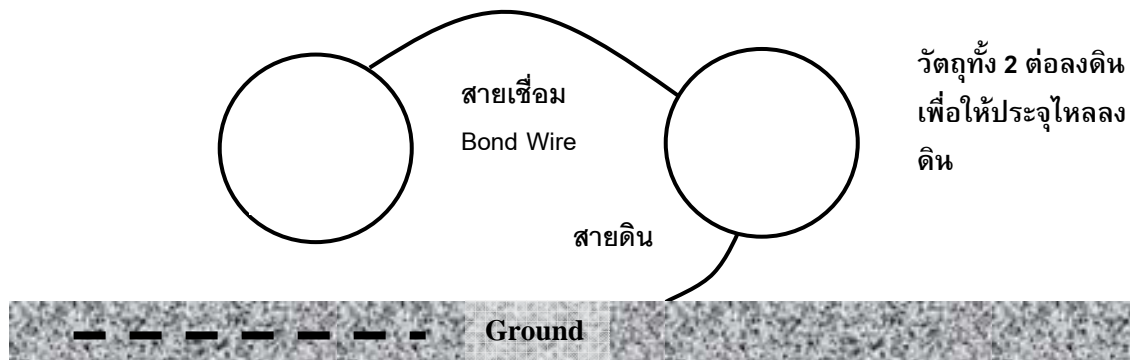 สายเชื่อม
Bond Wire
วัตถุทั้ง 2 ต่อลงดิน
เพื่อให้ประจุไหลลง
ดิน
สายดิน
Ground